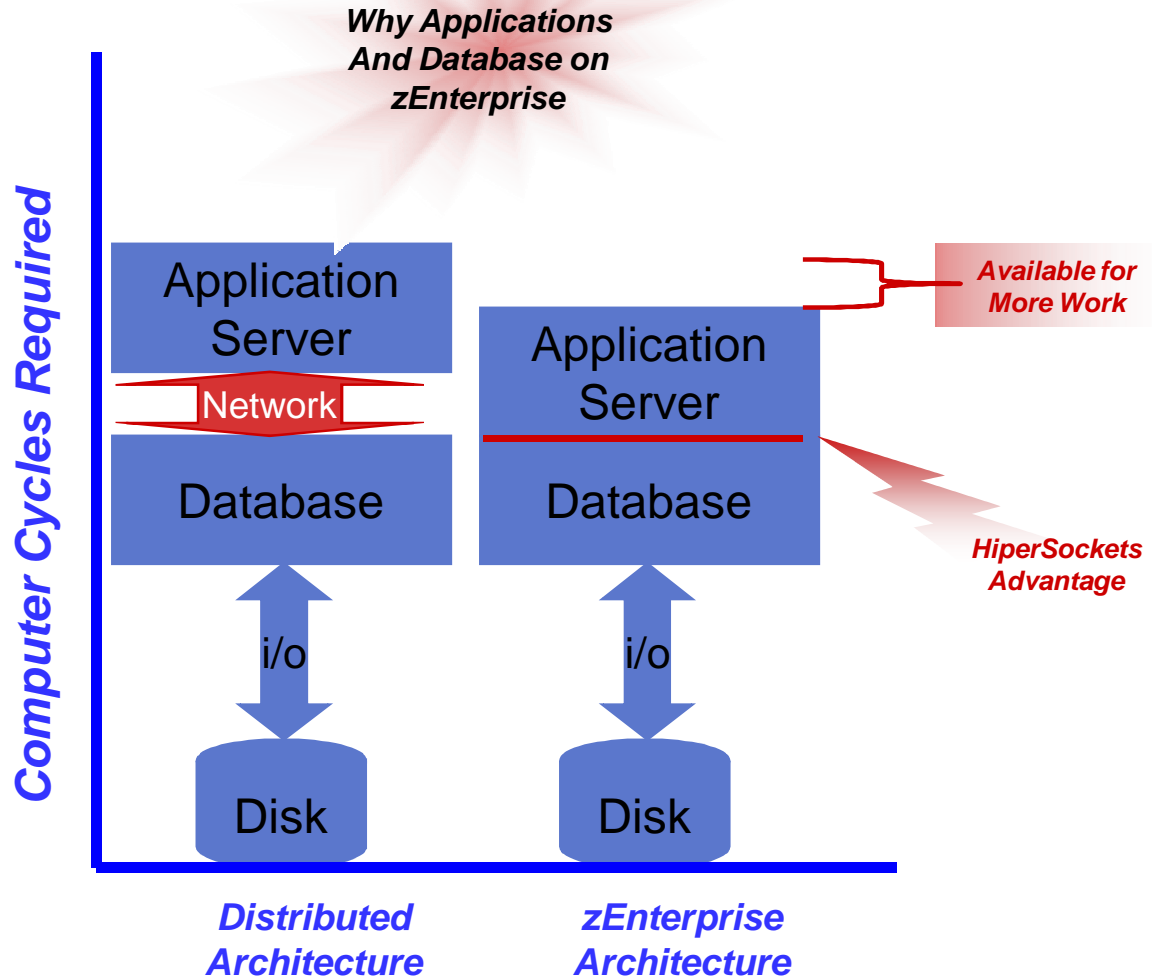 Why Applications
And Database on
zEnterprise
Computer Cycles Required
Application
Server
Network
Database
i/o
Disk
Application
Server
Database
i/o
Disk
Available for
More Work
HiperSockets
Advantage
Distributed
Architecture
zEnterprise
Architecture